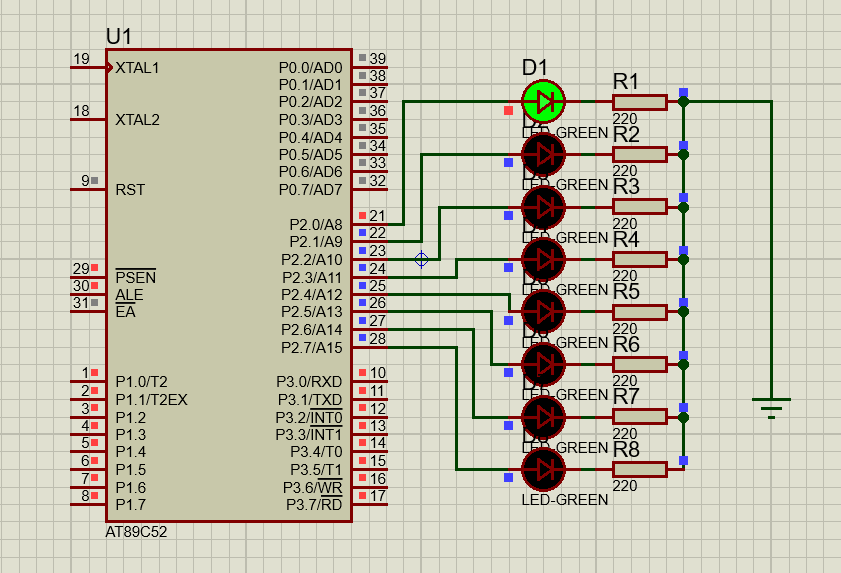 U1
19 XTAL1
18 XTAL2
9 RST
29 PSEN
30 ALE
31 EA
1 P1.0/T2
2 P1.1/T2EX
3 P1.2
4 P1.3
5 P1.4
6 P1.5
7 P1.6
8 P1.7
P0.0/AD0 39
P0.1/AD1 38
P0.2/AD2 37
P0.3/AD3 36
P0.4/AD4 35
P0.5/AD5 34
P0.6/AD6 33
P0.7/AD7 32
P2.0/A8 21
P2.1/A9 22
P2.2/A10 23
P2.3/A11 24
P2.4/A12 25
P2.5/A13 26
P2.6/A14 27
P2.7/A15 28
P3.0/RXD 10
P3.1/TXD 11
P3.2/INT0 12
P3.3/INT1 13
P3.4/T0 14
P3.5/T1 15
P3.6/WR 16
P3.7/RD 17
AT89C52
D1
LED-GREEN
LED-GREEN
LED-GREEN
LED-GREEN
LED-GREEN
LED-GREEN
LED-GREEN
LED-GREEN
R1
220
R2
220
R3
220
R4
220
R5
220
R6
220
R7
220
R8
220